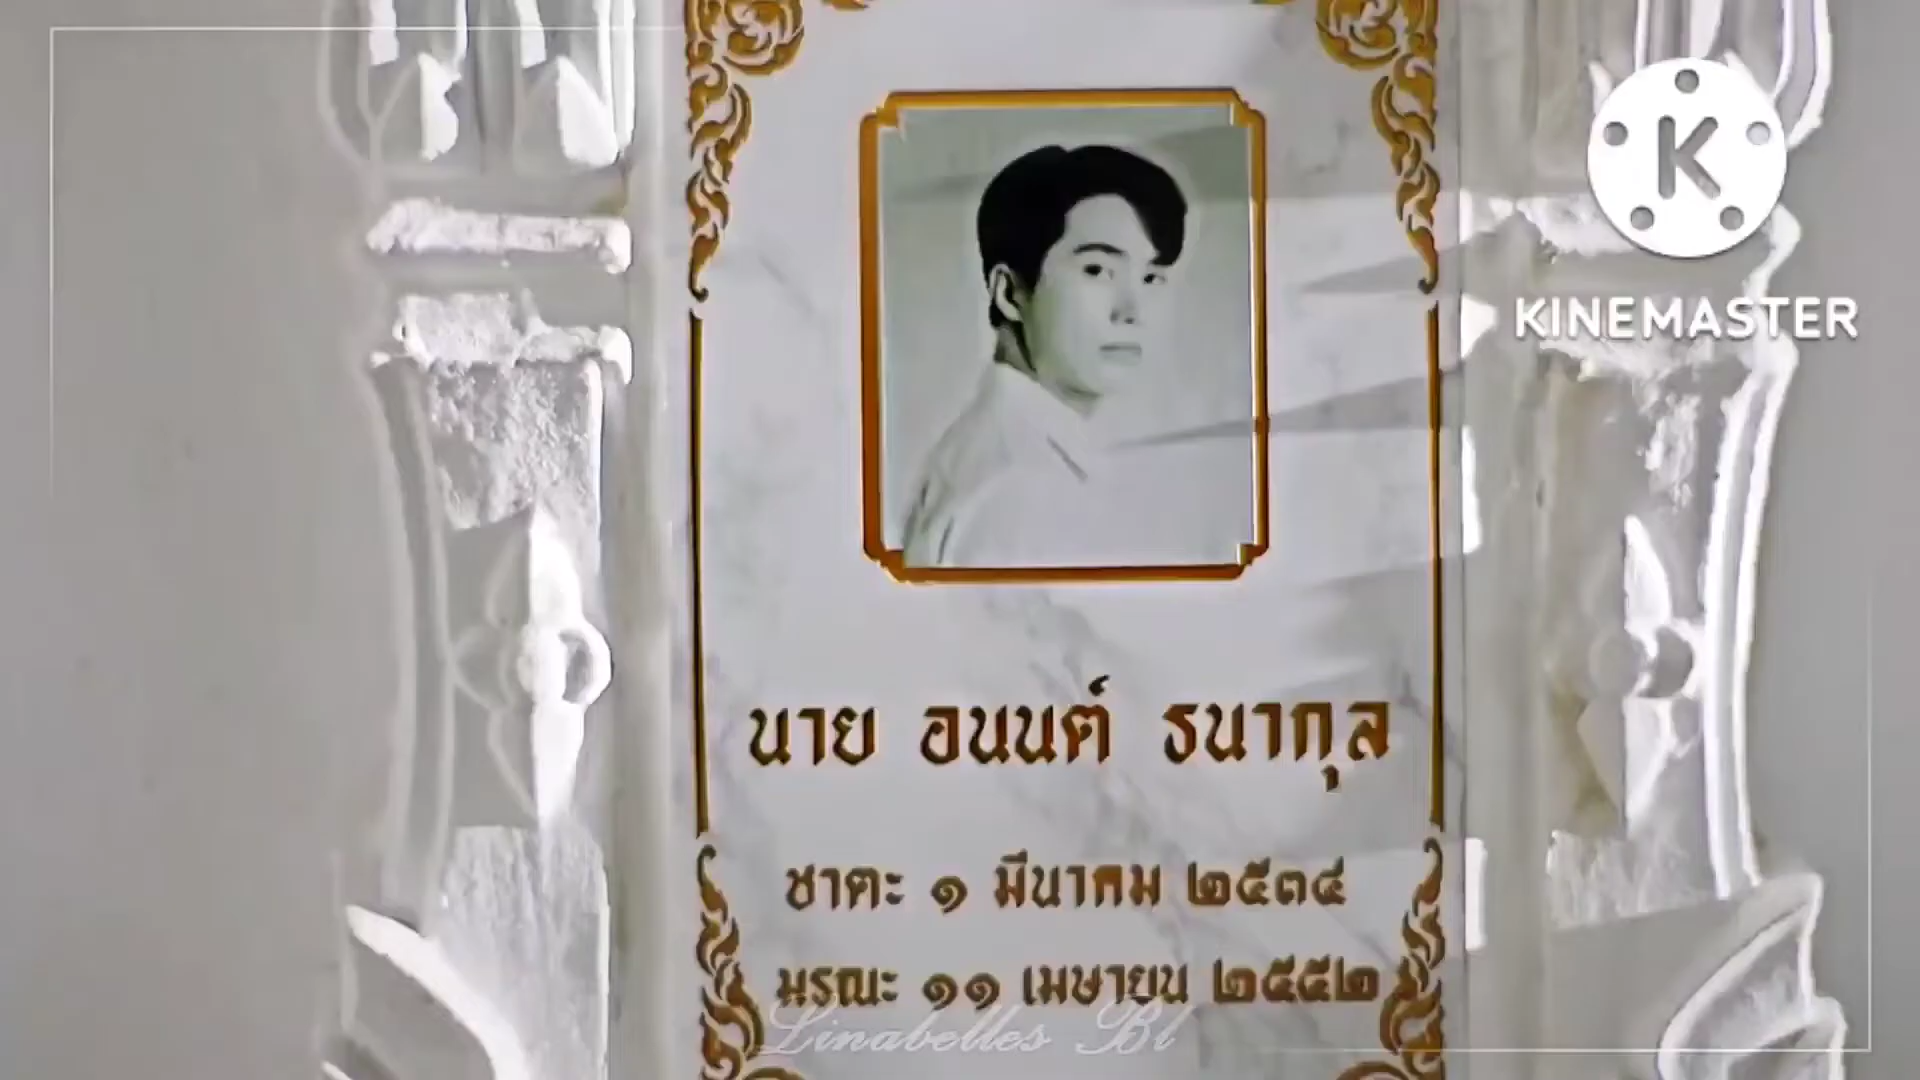 K
KINEMASTER
นาย อนนต์ ธนากุล
ชาตะ ๑ มีนาคม ๒๕๓๔
มรณะ ๑๑ เมษายน ๒๕๕๒
Linabelles Bl